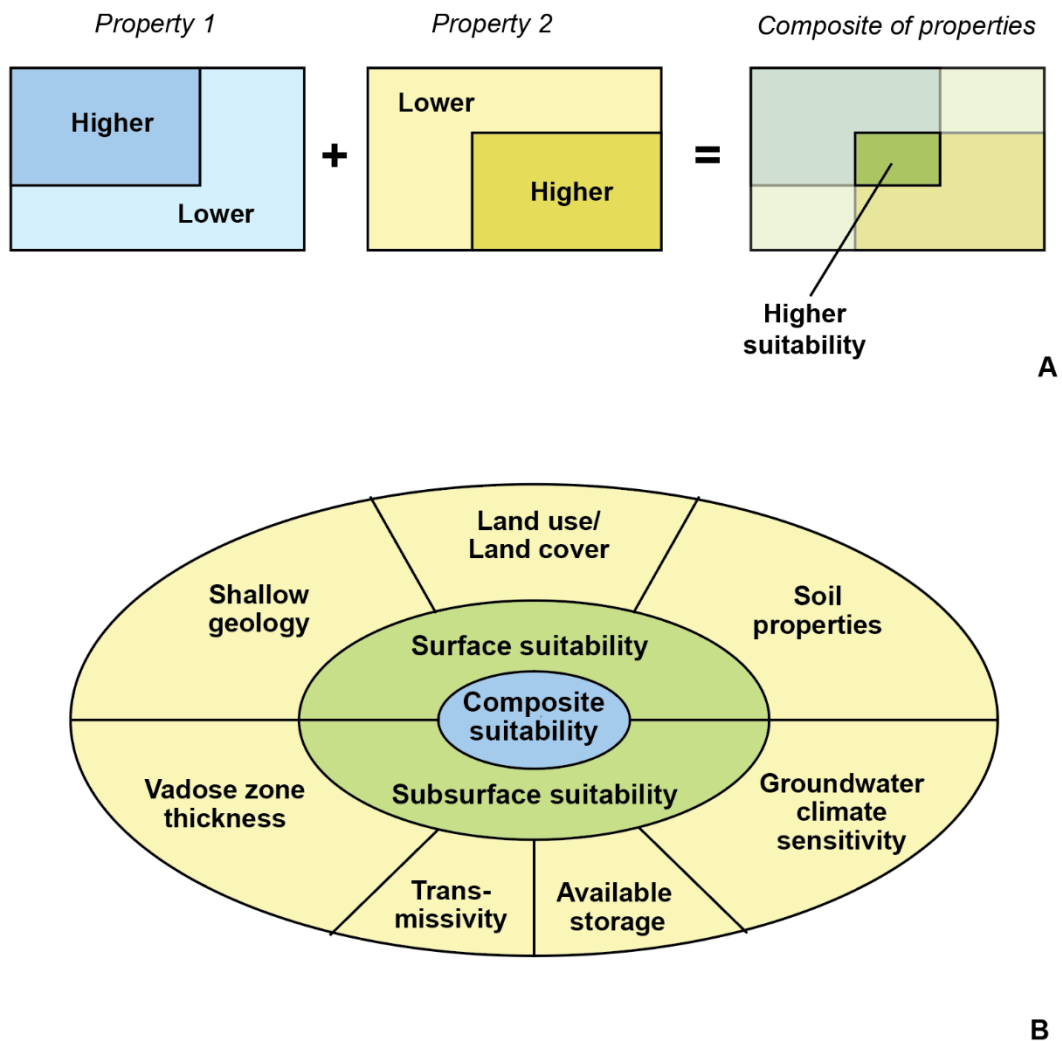 Property 1
Property 2
Composite of properties
Higher
Lower
+
Lower
Higher
=
Higher
suitability
A
Land use/
Land cover
Shallow
geology
Soil
properties
Surface suitability
Composite
suitability
Subsurface suitability
Vadose zone
thickness
Groundwater
climate
sensitivity
Trans-
missivity
Available
storage
B